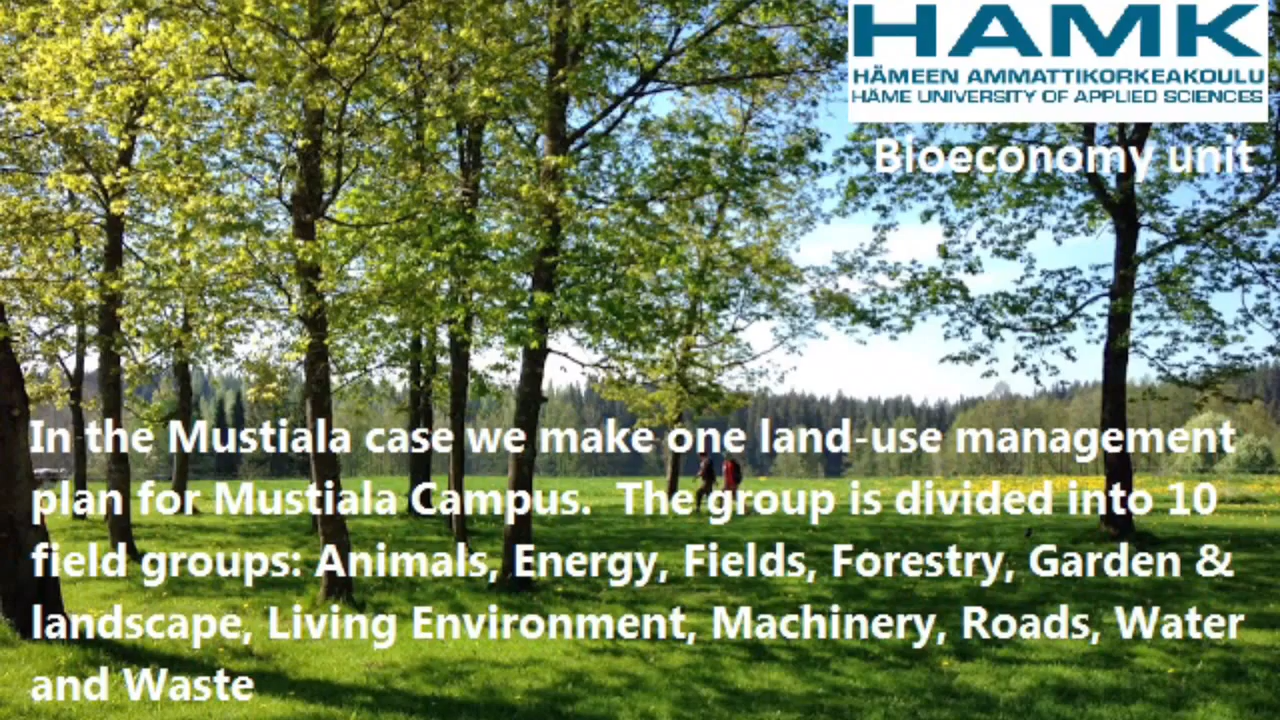 HAMK
HÄMEEN AMMATTIKORKEAKOULU
HÄME UNIVERSITY OF APPLIED SCIENCES
Bioeconomy unit
In the Mustiala case we make one land-use management
plan for Mustiala Campus.  The group is divided into 10
field groups: Animals, Energy, Fields, Forestry, Garden &
landscape, Living Environment, Machinery, Roads, Water
and Waste